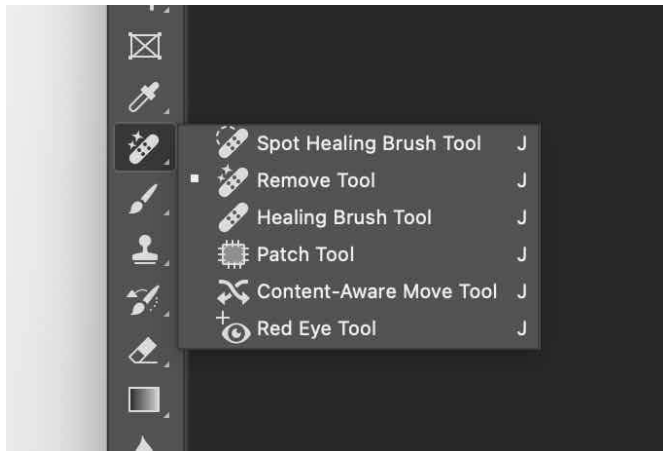 Spot Healing Brush Tool J
Remove Tool J
Healing Brush Tool J
Patch Tool J
Content-Aware Move Tool J
Red Eye Tool J